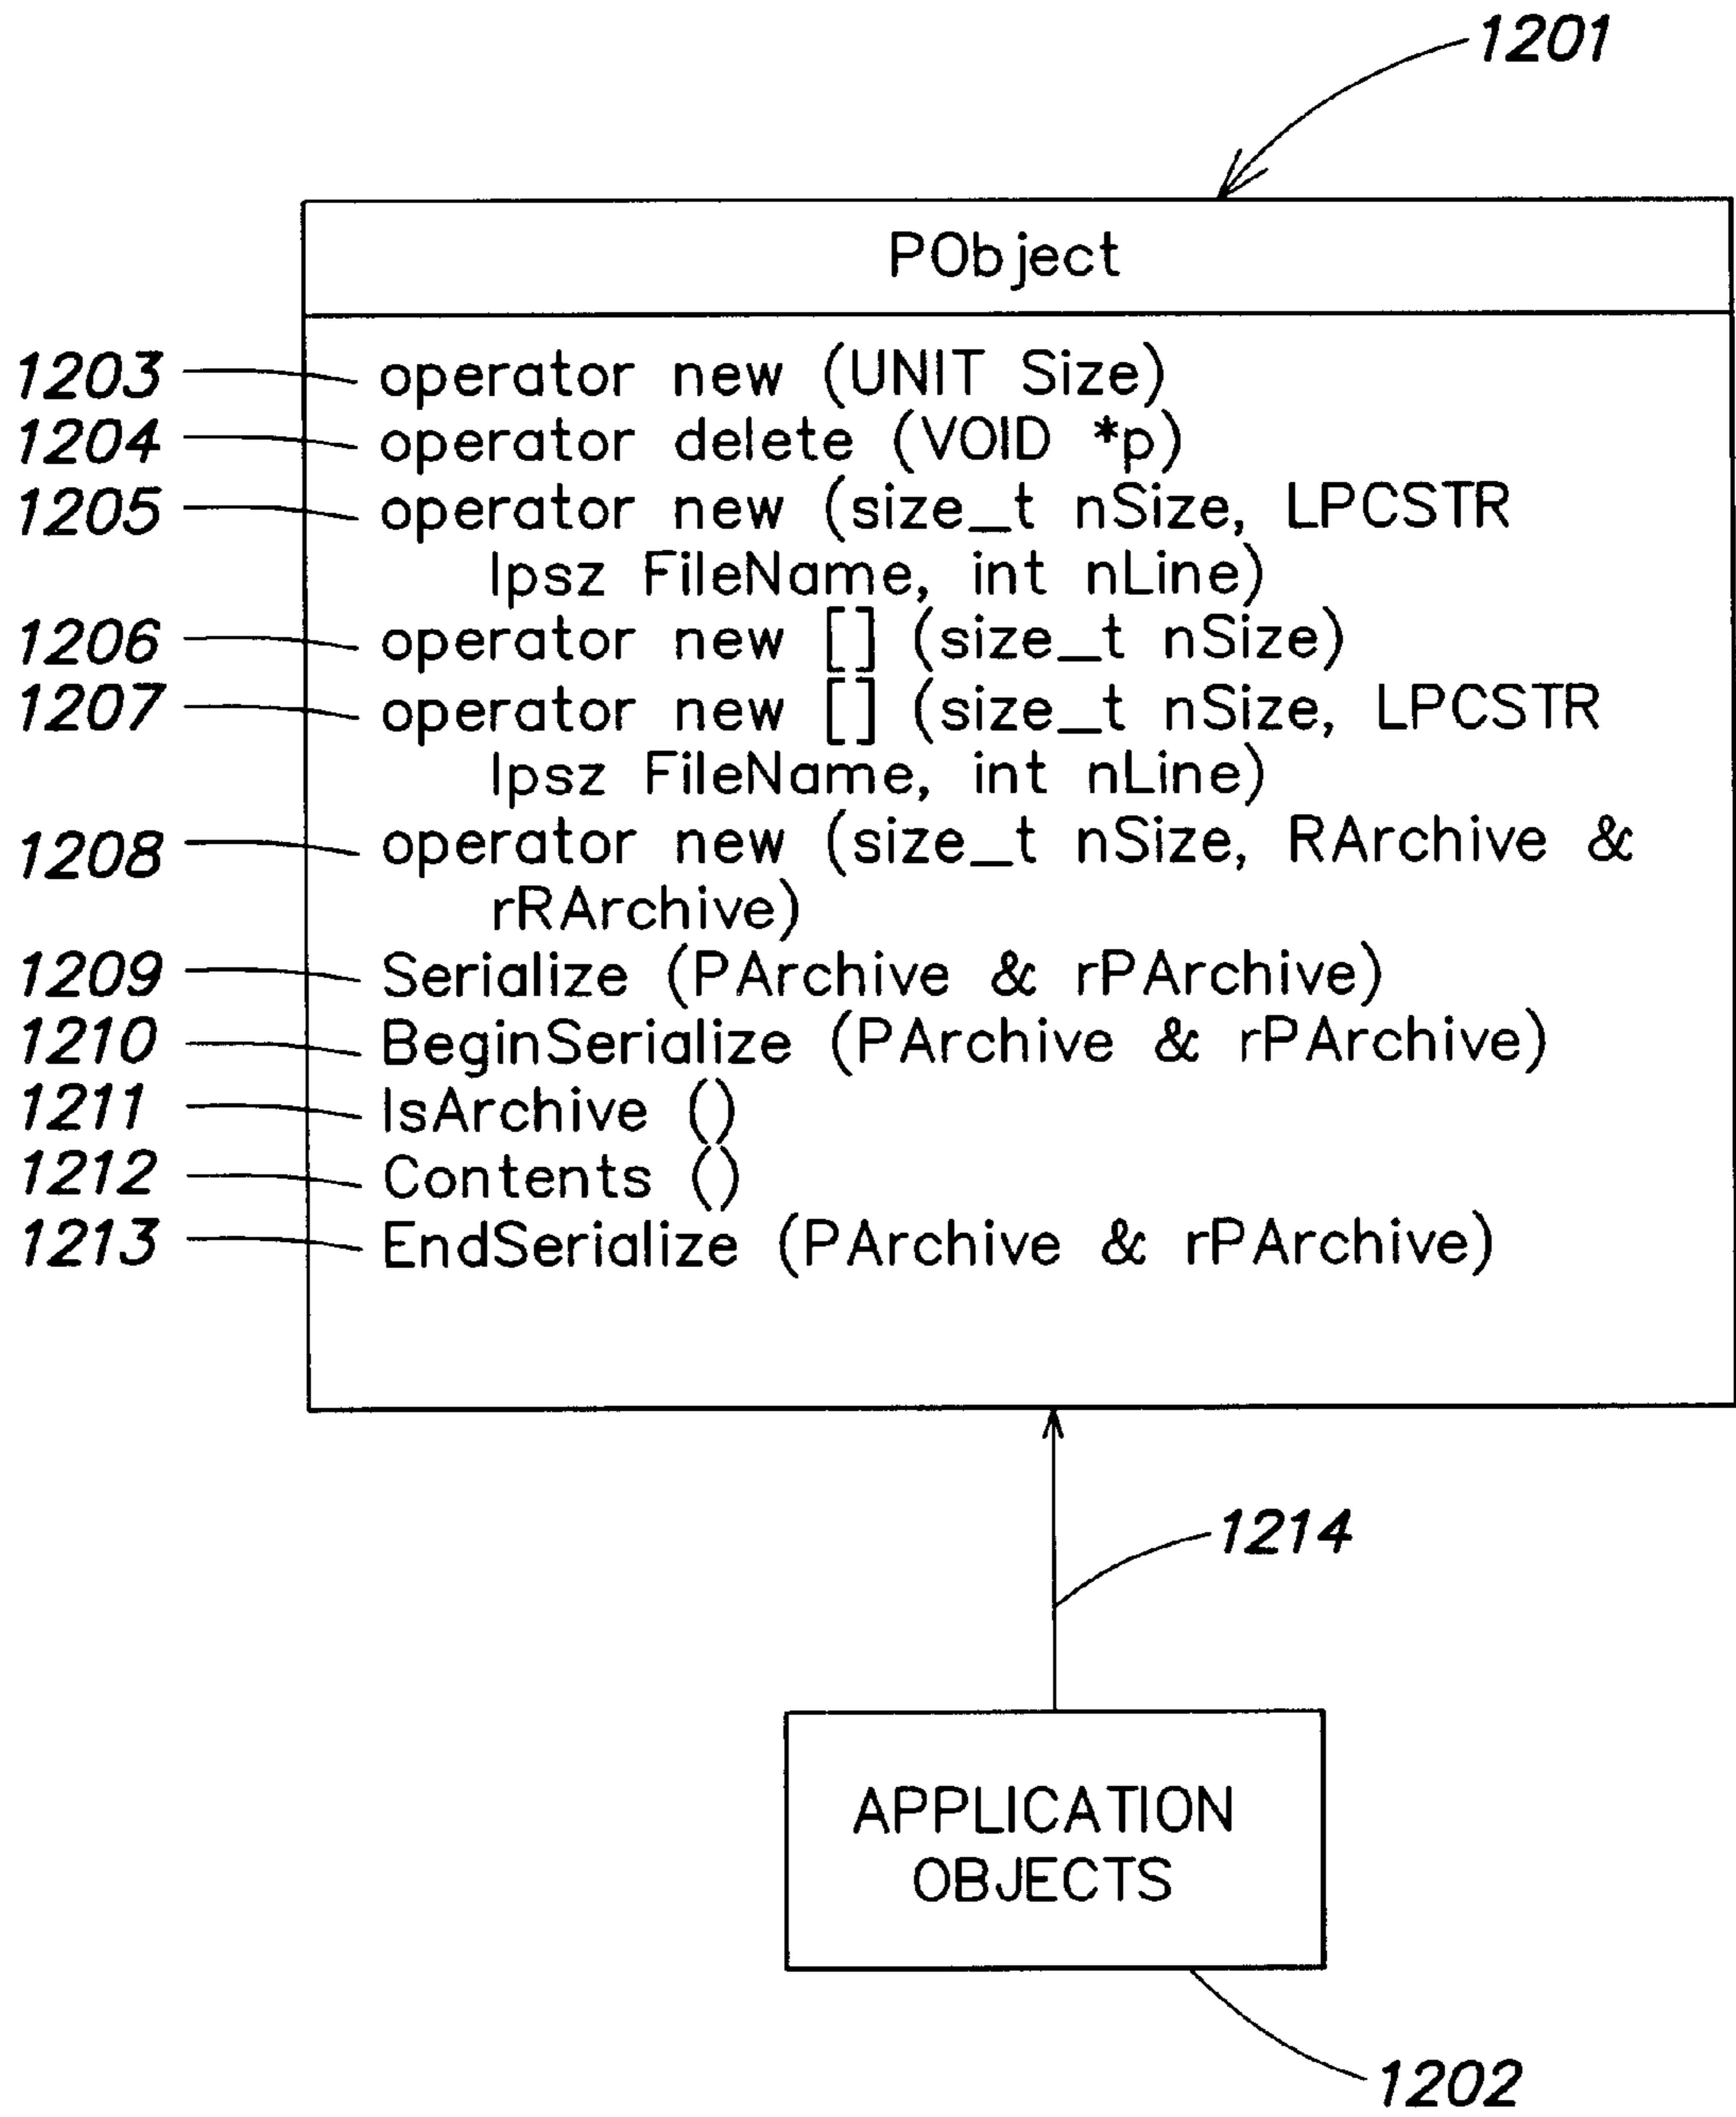 1201
PObject
1203 operator new (UNIT Size)
1204 operator delete (VOID *p)
1205 operator new (size_t nSize, LPCSTR
lpsz FileName, int nLine)
1206 operator new [] (size_t nSize)
1207 operator new [] (size_t nSize, LPCSTR
lpsz FileName, int nLine)
1208 operator new (size_t nSize, RArchive &
rRArchive)
1209 Serialize (PArchive & rPArchive)
1210 BeginSerialize (PArchive & rPArchive)
1211 IsArchive ()
1212 Contents ()
1213 EndSerialize (PArchive & rPArchive)
1214
APPLICATION
OBJECTS
1202